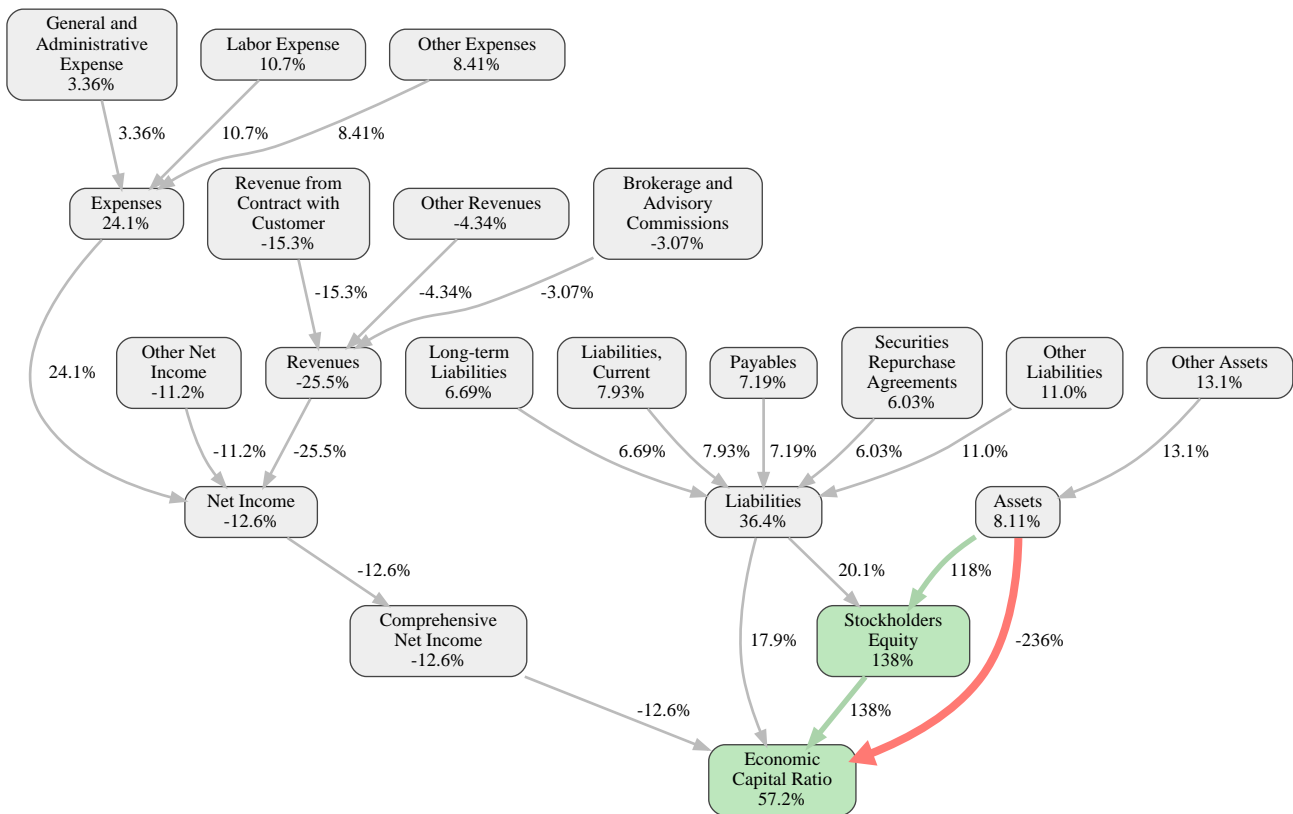 General and
Administrative
Expense
3.36%
Labor Expense
10.7%
Other Expenses
8.41%
3.36%
10.7%
8.41%
Expenses
24.1%
Revenue from
Contract with
Customer
-15.3%
Other Revenues
-4.34%
Brokerage and
Advisory
Commissions
-3.07%
-15.3%
-4.34%
-3.07%
24.1%
Other Net
Income
-11.2%
Revenues
-25.5%
Long-term
Liabilities
6.69%
Liabilities,
Current
7.93%
Payables
7.19%
Securities
Repurchase
Agreements
6.03%
Other
Liabilities
11.0%
Other Assets
13.1%
-11.2%
-25.5%
6.69%
7.93%
7.19%
6.03%
11.0%
13.1%
Net Income
-12.6%
Liabilities
36.4%
Assets
8.11%
-12.6%
20.1%
118%
Comprehensive
Net Income
-12.6%
17.9%
Stockholders
Equity
138%
-236%
-12.6%
138%
Economic
Capital Ratio
57.2%